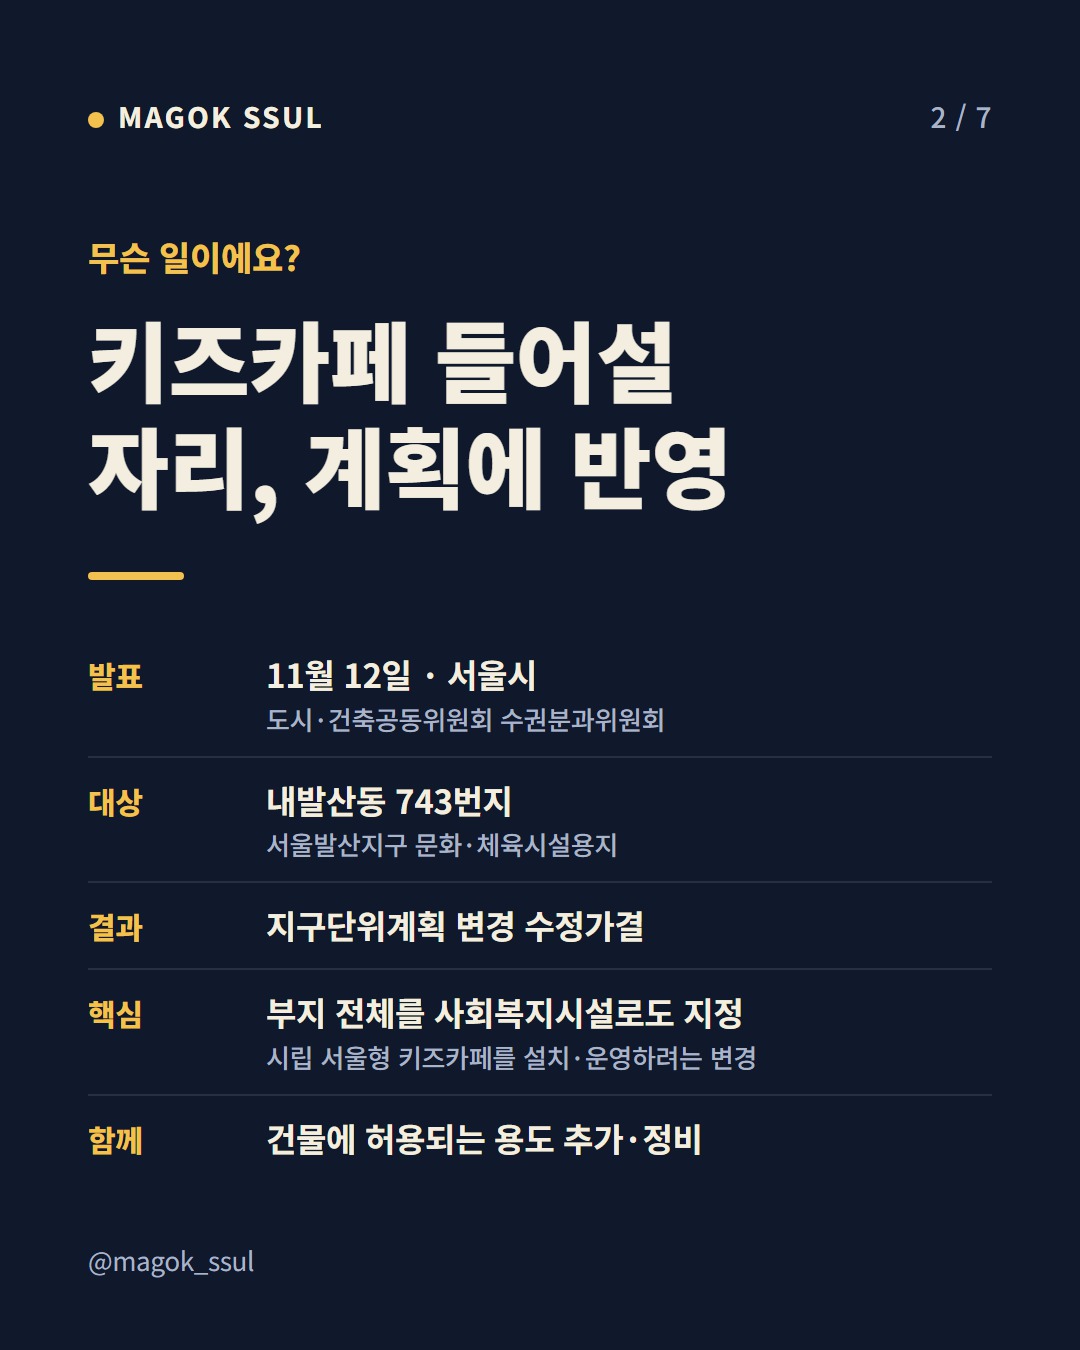 MAGOK SSUL
2 / 7
무슨 일이에요?
키즈카페 들어설
자리, 계획에 반영
발표
11월 12일 · 서울시
도시·건축공동위원회 수권분과위원회
대상
내발산동 743번지
서울발산지구 문화·체육시설용지
결과
지구단위계획 변경 수정가결
핵심
부지 전체를 사회복지시설로도 지정
시립 서울형 키즈카페를 설치·운영하려는 변경
함께
건물에 허용되는 용도 추가·정비
@magok_ssul